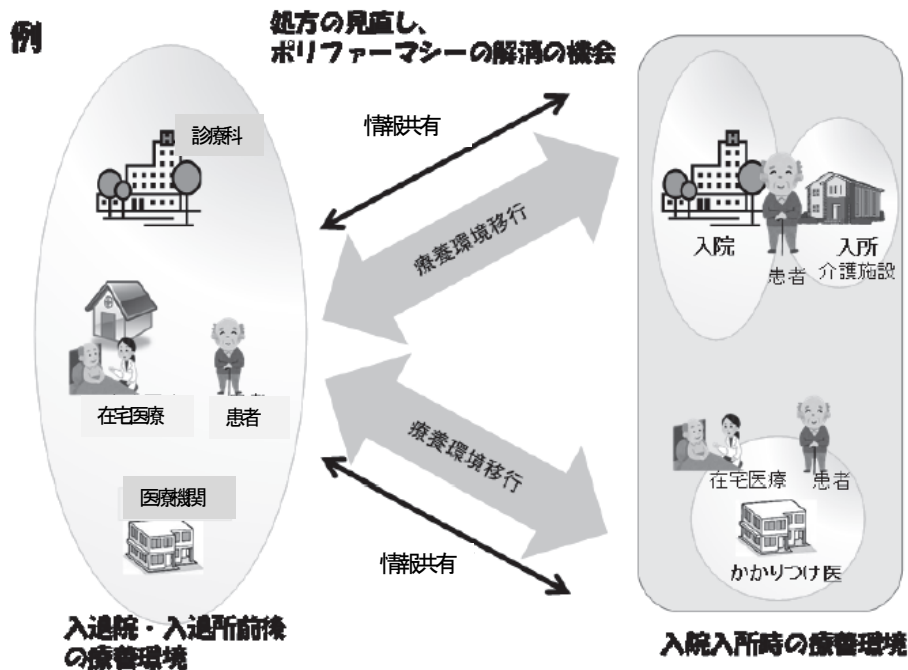 例
処方の見直し、
ポリファーマシーの解消の機会
診療科
情報共有
療養環境移行
入院
患者
入所
介護施設
在宅医療
患者
療養環境移行
在宅医療
患者
医療機関
情報共有
かかりつけ医
入退院・入退所前後
の療養環境
入院入所時の療養環境